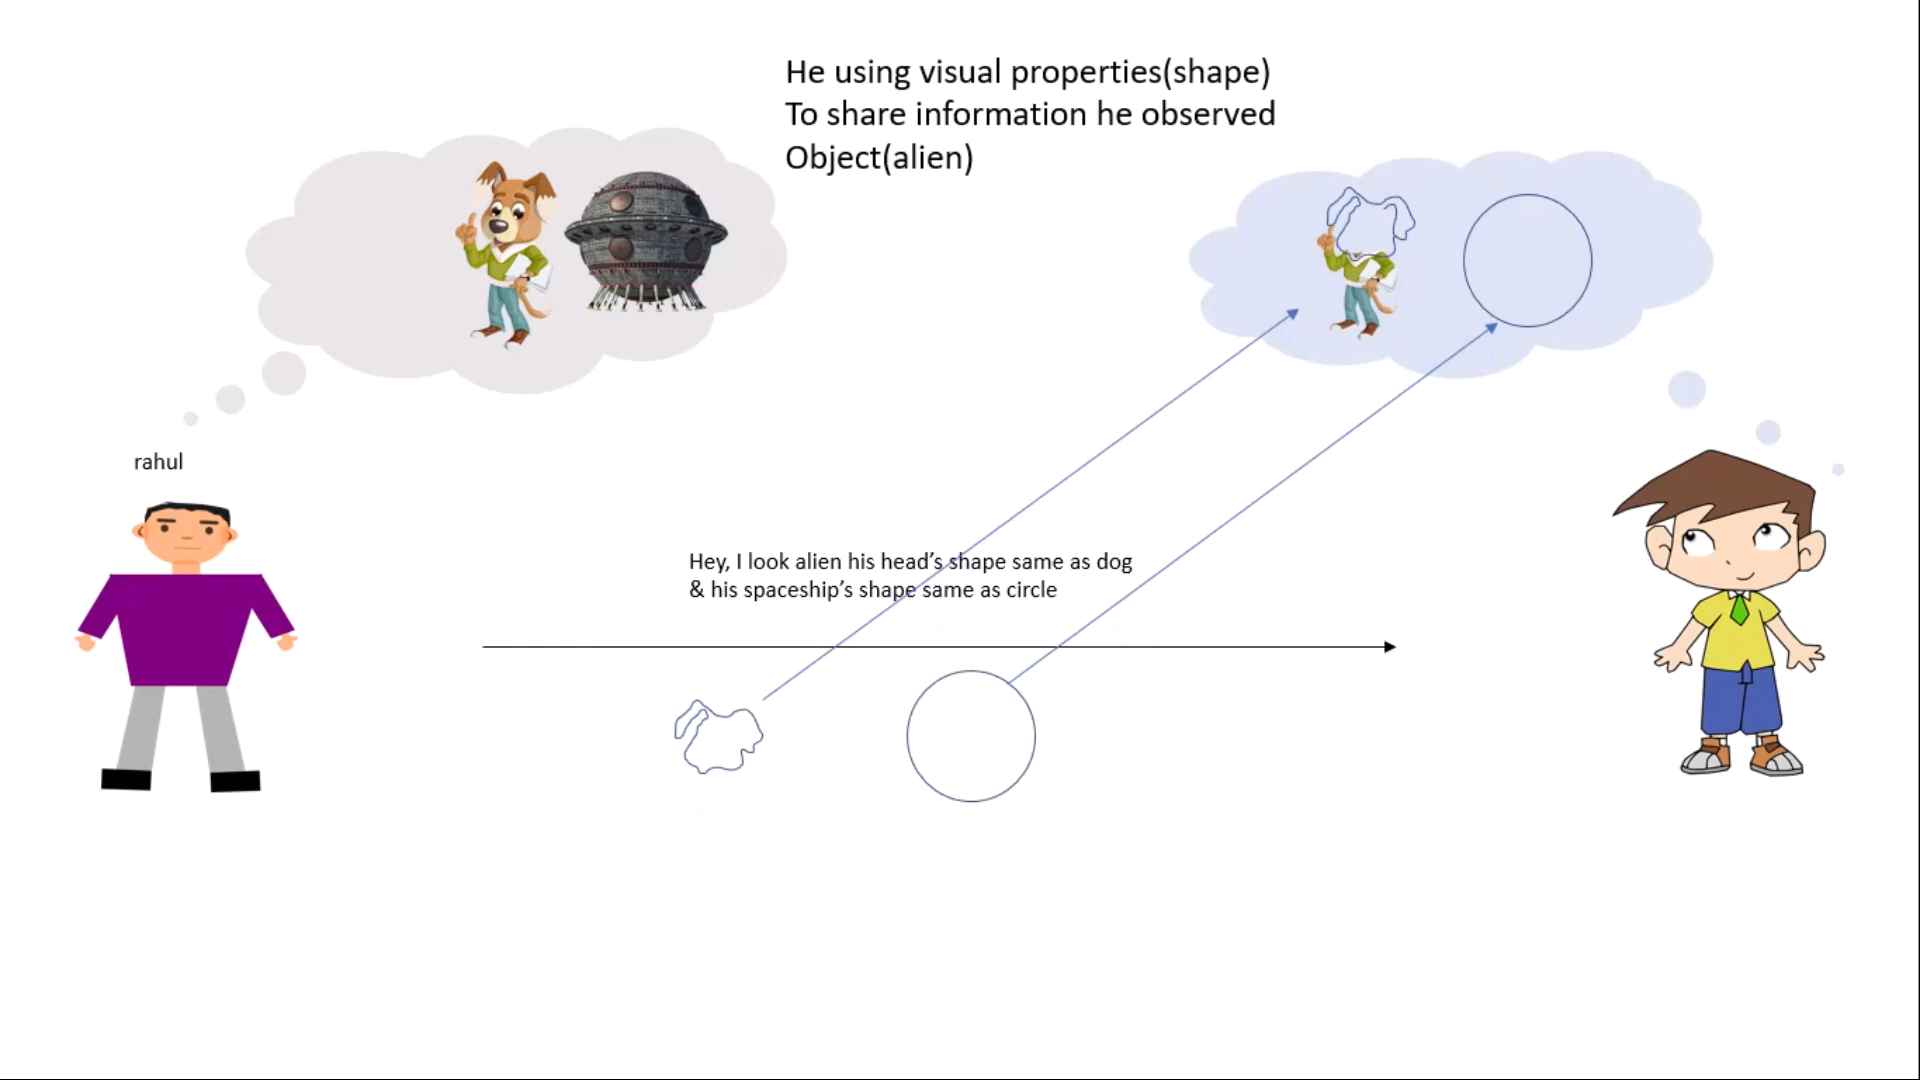 He using visual properties(shape)
To share information he observed
Object(alien)
rahul
Hey, I look alien his head’s shape same as dog
& his spaceship’s shape same as circle